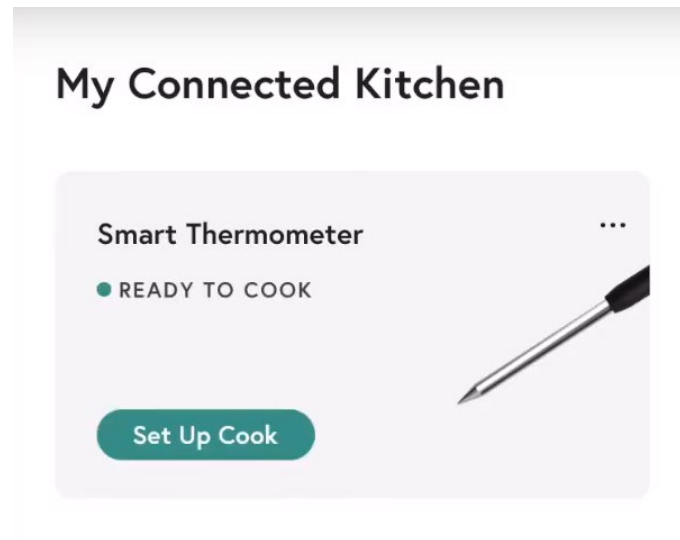 My Connected Kitchen
Smart Thermometer
...
READY TO COOK
Set Up Cook